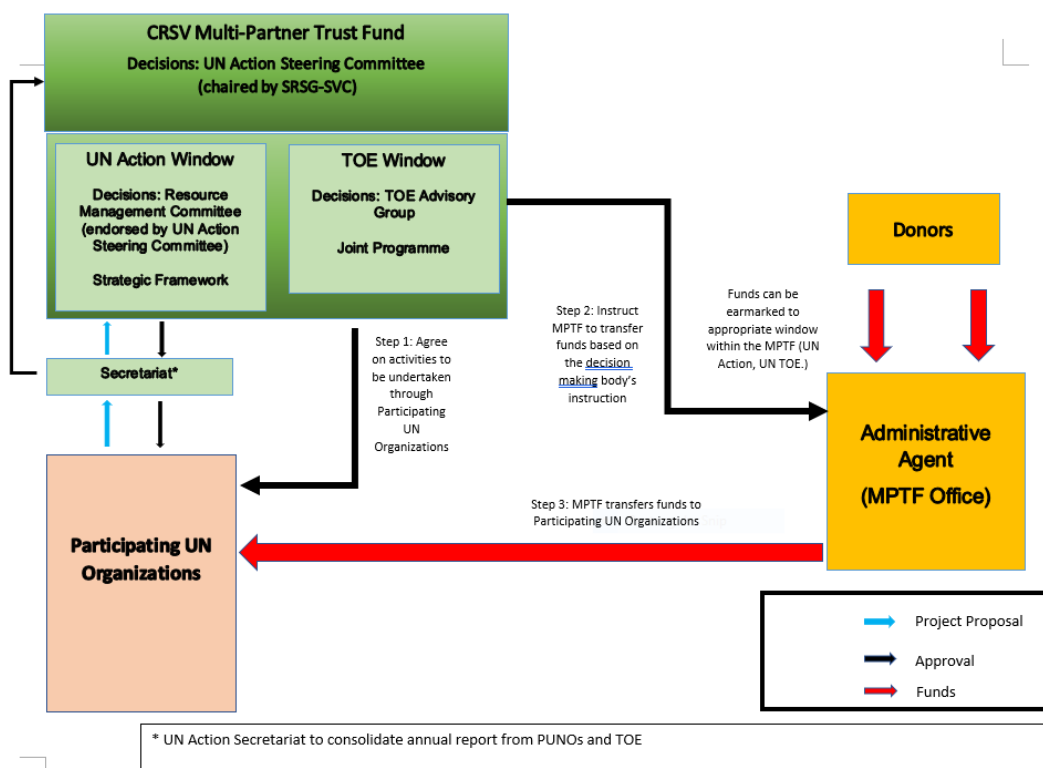 CRSV Multi-Partner Trust Fund
Decisions: UN Action Steering Committee
(chaired by SRSG-SVC)
UN Action Window
Decisions: Resource
Management Committee
(endorsed by UN Action
Steering Committee)
Strategic Framework
TOE Window
Decisions: TOE Advisory
Group
Joint Programme
Donors
Secretariat*
Step 1: Agree
on activities to
be undertaken
through
Participating
UN
Organizations
Step 2: Instruct
MPTF to transfer
funds based on
the decision
making body's
instruction
Funds can be
earmarked to
appropriate window
within the MPTF (UN
Action, UN TOE.)
Administrative
Agent
(MPTF Office)
Step 3: MPTF transfers funds to
Participating UN Organizations
Participating UN
Organizations
Project Proposal
Approval
Funds
* UN Action Secretariat to consolidate annual report from PUNOs and TOE